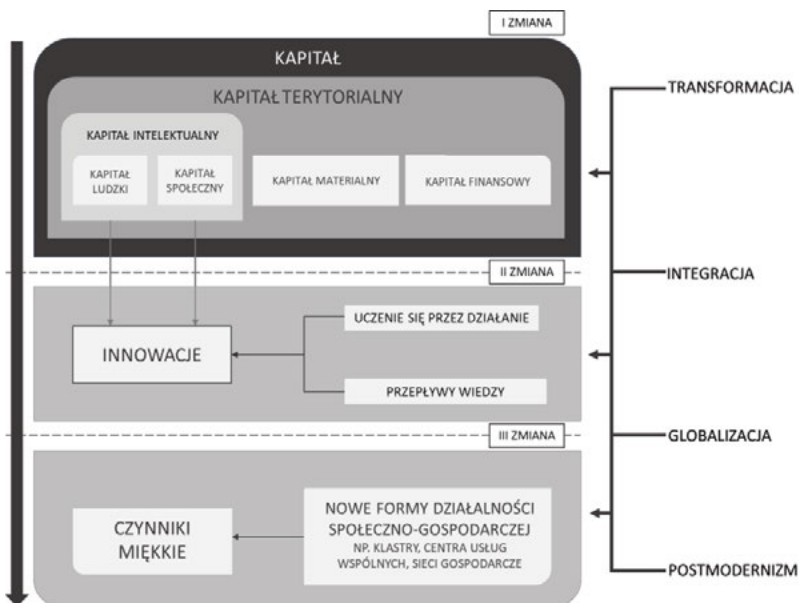 I ZMIANA
KAPITAŁ
KAPITAŁ TERYTORIALNY
KAPITAŁ INTELEKTUALNY
KAPITAŁ
LUDZKI
KAPITAŁ
SPOŁECZNY
KAPITAŁ MATERIALNY
KAPITAŁ FINANSOWY
TRANSFORMACJA
II ZMIANA
INTEGRACJA
INNOWACJE
UCZENIE SIĘ PRZEZ DZIAŁANIE
PRZEPŁYWY WIEDZY
III ZMIANA
GLOBALIZACJA
CZYNNIKI
MIĘKKIE
NOWE FORMY DZIAŁALNOŚCI
SPOŁECZNO-GOSPODARCZEJ
NP. KLASTRY, CENTRA USŁUG
WSPÓLNYCH, SIECI GOSPODARCZE
POSTMODERNIZM